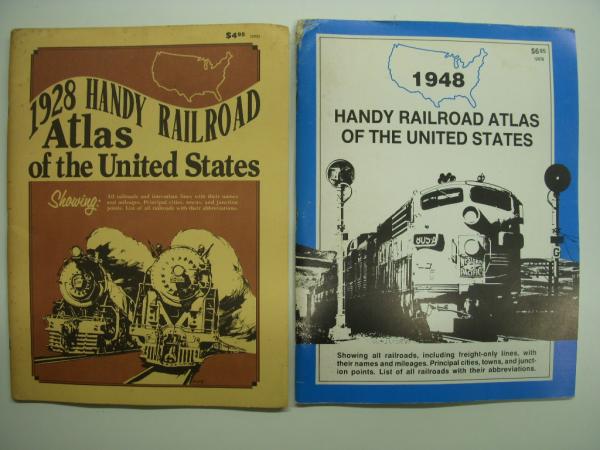 $4.95
1928 HANDY RAILROAD
Atlas
of the United States
Showing:
All railroads and interurban lines with their names
and mileages. Principal cities, towns, and junction
points. List of all railroads with their abbreviations.
$6.95
1948
HANDY RAILROAD ATLAS
OF THE UNITED STATES
805A
WESTERN
PACIFIC
G
Showing all railroads, including freight-only lines, with
their names and mileages. Principal cities, towns, and junct-
ion points. List of all railroads with their abbreviations.